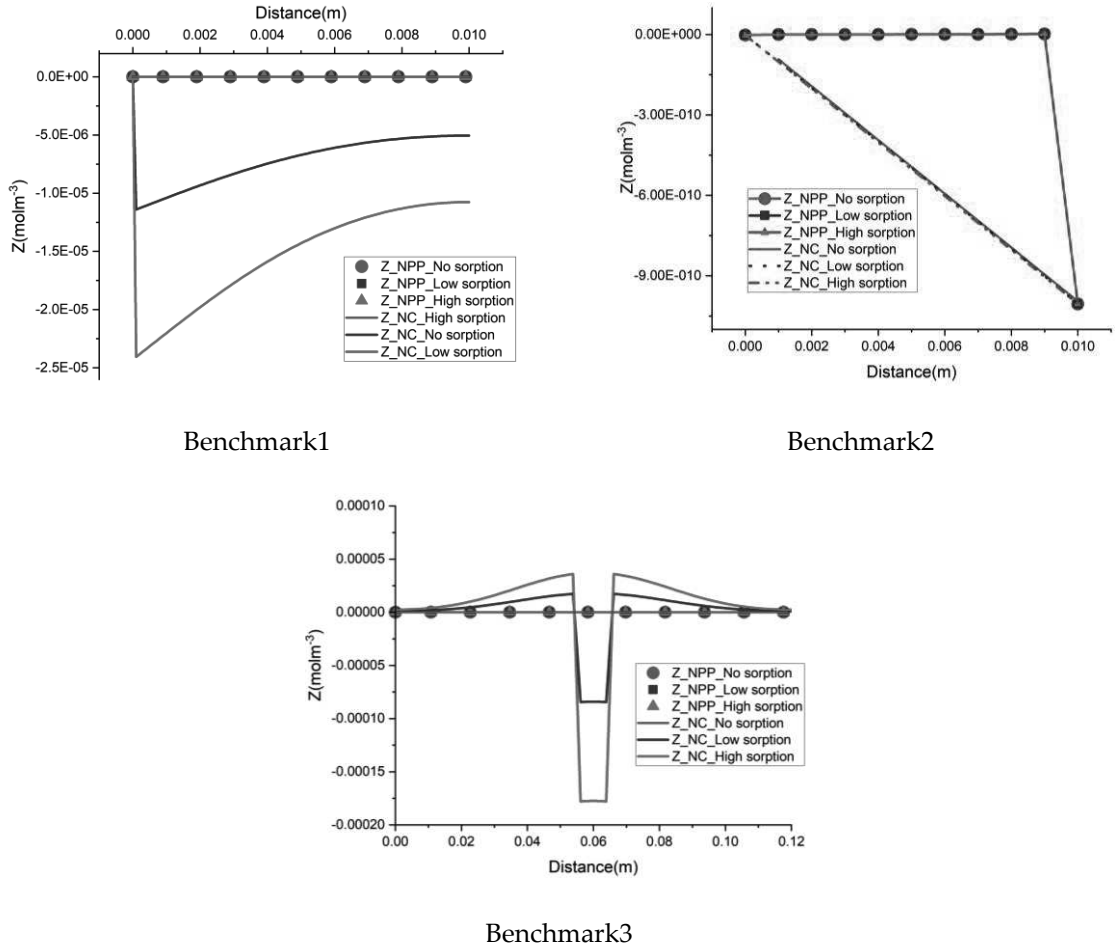 Distance(m)
0.000 0.002 0.004 0.006 0.008 0.010
0.0E+00
-5.0E-06
-1.0E-05
-1.5E-05
-2.0E-05
-2.5E-05
Z(molm⁻³)
Z_NPP_No sorption
Z_NPP_Low sorption
Z_NPP_High sorption
Z_NC_High sorption
Z_NC_No sorption
Z_NC_Low sorption
Benchmark1
0.00E+000
-3.00E-010
-6.00E-010
-9.00E-010
Z(molm⁻³)
Z_NPP_No sorption
Z_NPP_Low sorption
Z_NPP_High sorption
Z_NC_No sorption
Z_NC_Low sorption
Z_NC_High sorption
0.000 0.002 0.004 0.006 0.008 0.010
Distance(m)
Benchmark2
0.00010
0.00005
0.00000
-0.00005
-0.00010
-0.00015
-0.00020
Z(molm⁻³)
Z_NPP_No sorption
Z_NPP_Low sorption
Z_NPP_High sorption
Z_NC_No sorption
Z_NC_Low sorption
Z_NC_High sorption
0.00 0.02 0.04 0.06 0.08 0.10 0.12
Distance(m)
Benchmark3